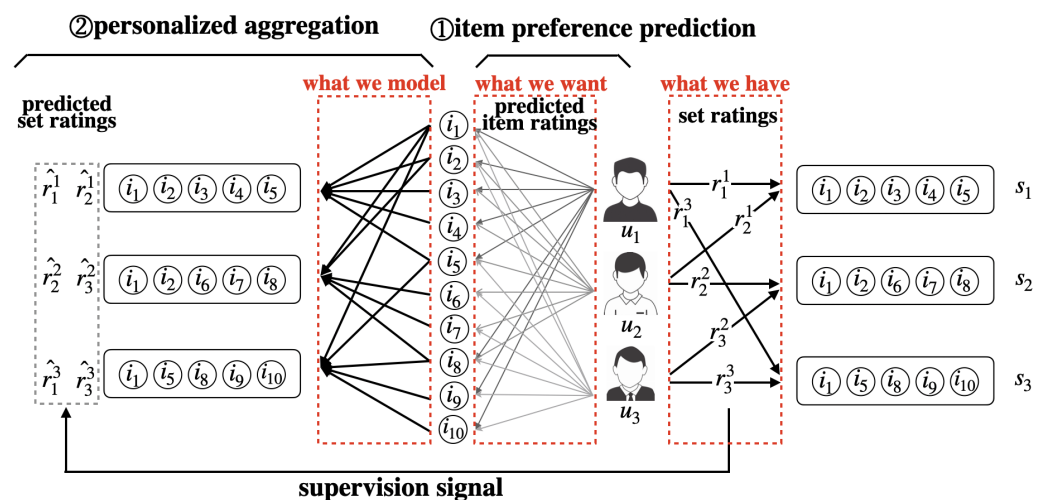 ②personalized aggregation
①item preference prediction
what we model
what we want
what we have
predicted
set ratings
predicted
item ratings
set ratings
r̂₁¹ r̂₂¹
i₁ i₂ i₃ i₄ i₅
r̂₂² r̂₃²
i₁ i₂ i₆ i₇ i₈
r̂₁³ r̂₃³
i₁ i₅ i₈ i₉ i₁₀
i₁
i₂
i₃
i₄
i₅
i₆
i₇
i₈
i₉
i₁₀
u₁
u₂
u₃
r₁¹
r₁³
r₂¹
r₂²
r₃²
r₃³
i₁ i₂ i₃ i₄ i₅ s₁
i₁ i₂ i₆ i₇ i₈ s₂
i₁ i₅ i₈ i₉ i₁₀ s₃
supervision signal